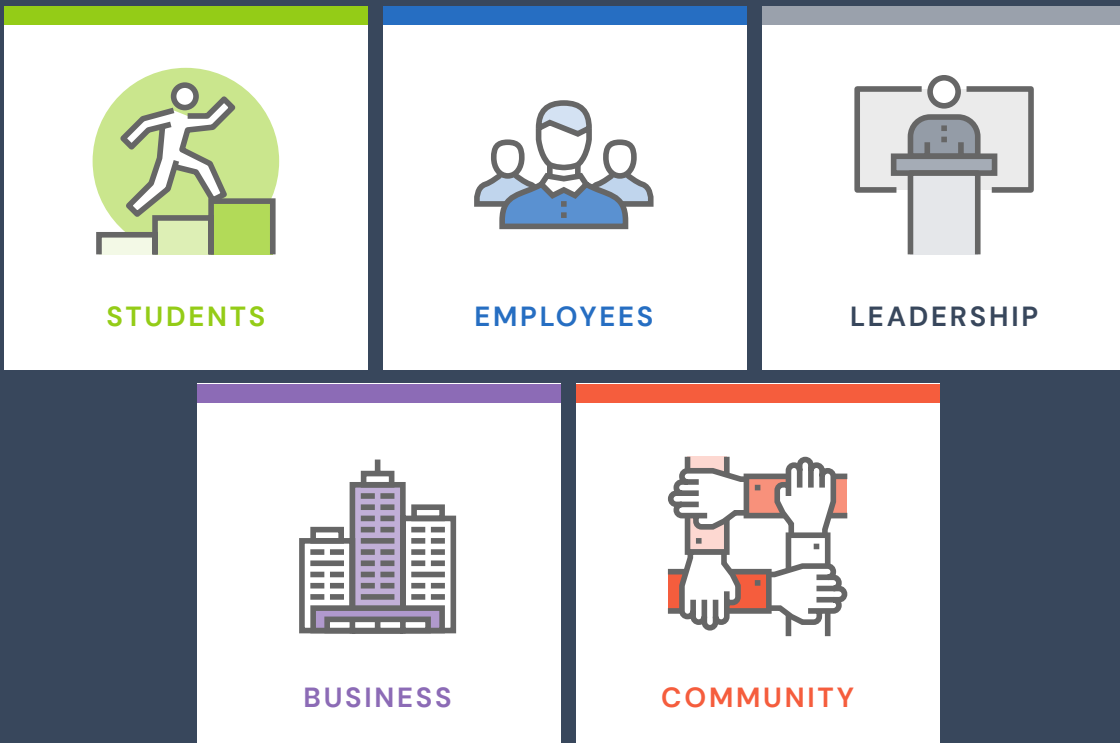 STUDENTS
EMPLOYEES
LEADERSHIP
BUSINESS
COMMUNITY